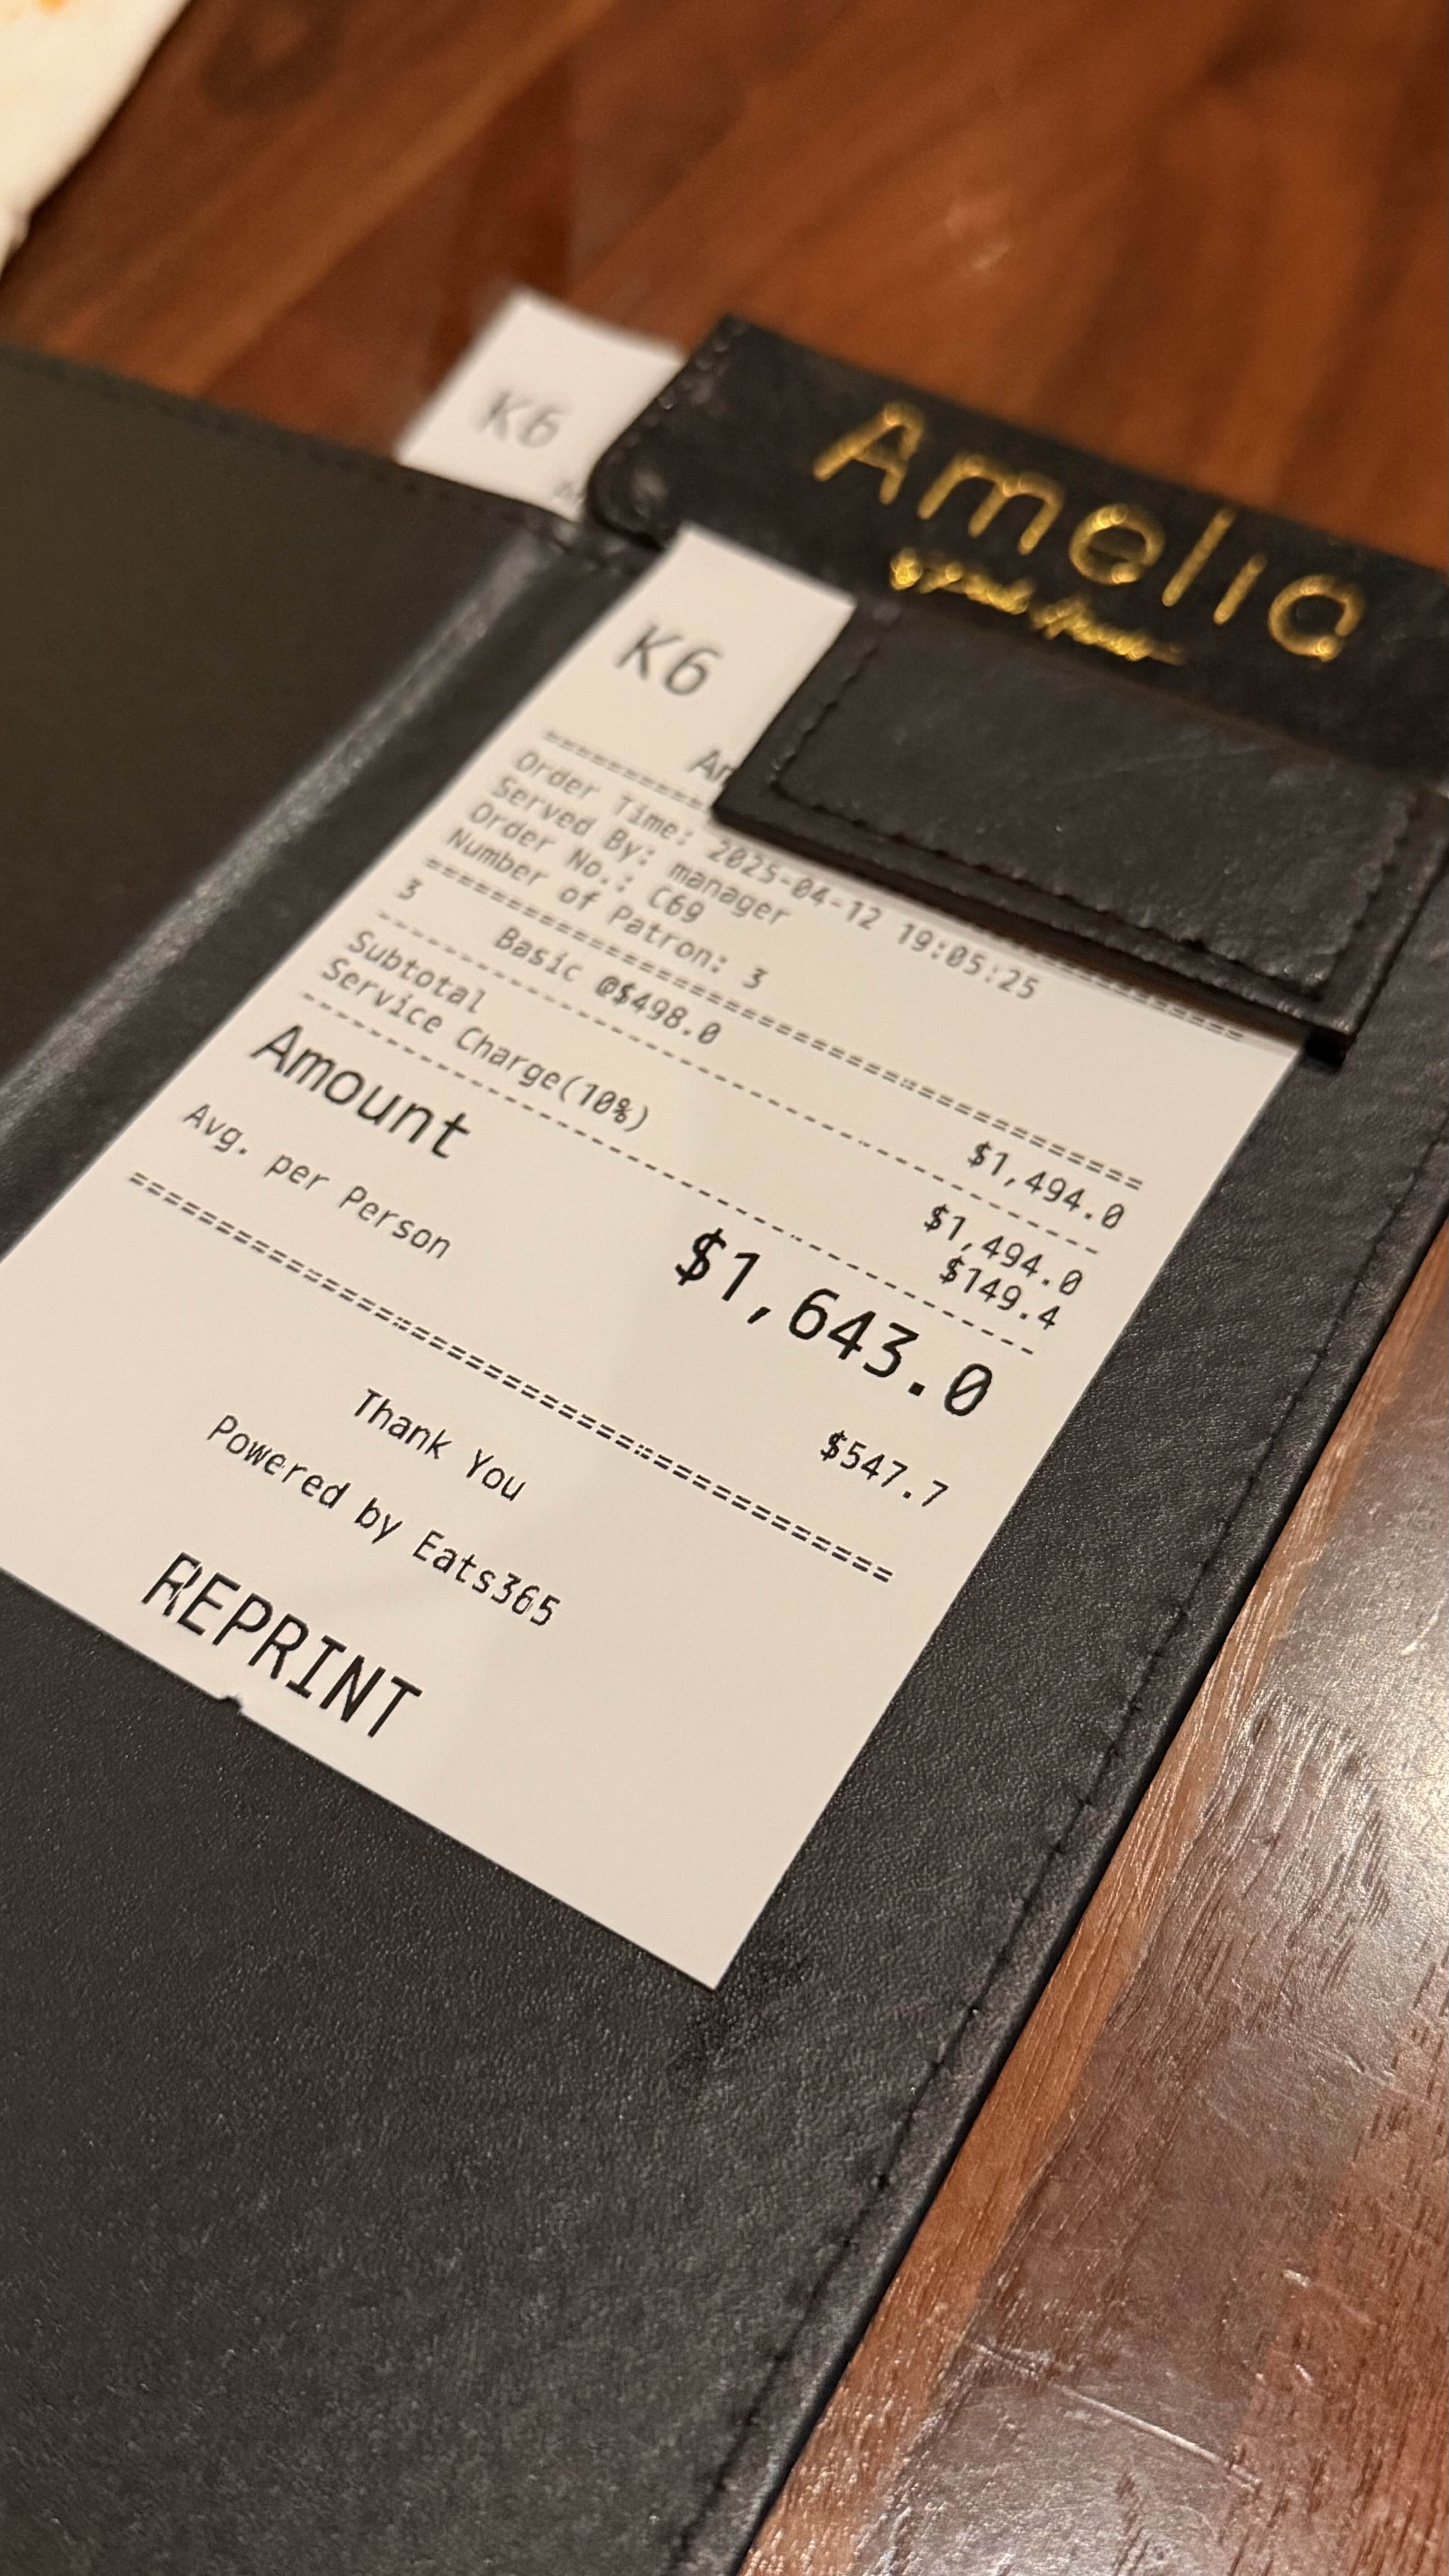 K6
Amelia
K6
Order Time: 2025-04-12 19:05:25
Served By: manager
Order No.: C69
Number of Patron: 3
3 Basic @$498.0 $1,494.0
Subtotal $1,494.0
Service Charge(10%) $149.4
Amount $1,643.0
Avg. per Person $547.7
Thank You
Powered by Eats365
REPRINT